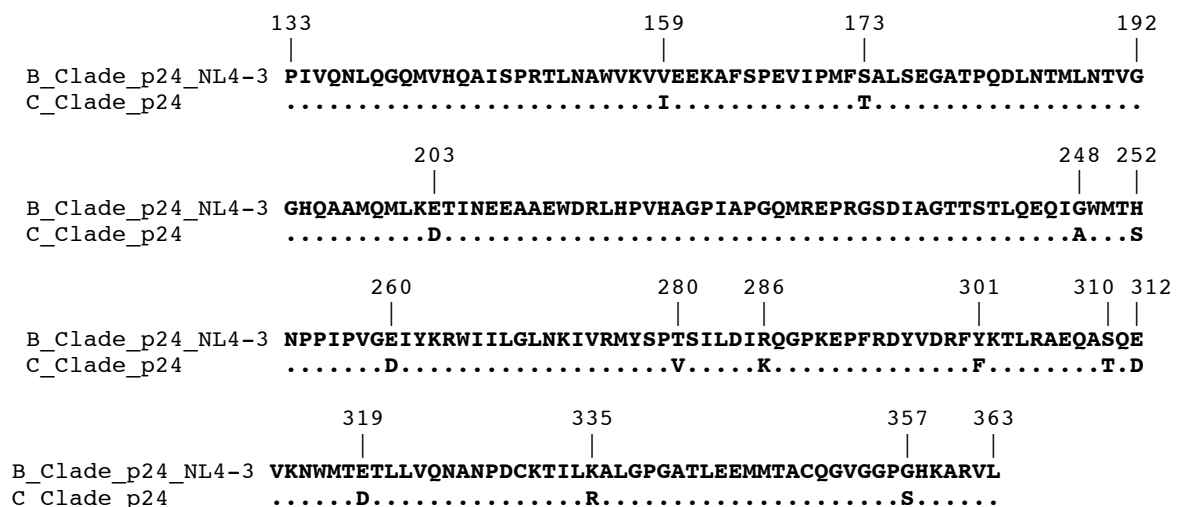 133 159 173 192
| | | |
B_Clade_p24_NL4-3 PIVQNLQGQMVHQAISPRTLNAWVKVVEEKAFSPEVIPMFSALSEGATPQDLNTMLNTVG
C_Clade_p24 ..........................I.............T...................
203 248 252
| | |
B_Clade_p24_NL4-3 GHQAAMQMLKETINEEAAEWDRLHPVHAGPIAPGQMREPRGSDIAGTTSTLQEQIGWMTH
C_Clade_p24 ..........D............................................A...S
260 280 286 301 310 312
| | | | | |
B_Clade_p24_NL4-3 NPPIPVGEIYKRWIILGLNKIVRMYSPTSILDIRQGPKEPFRDYVDRFYKTLRAEQASQE
C_Clade_p24 .......D...................V.....K..............F........T.D
319 335 357 363
| | | |
B_Clade_p24_NL4-3 VKNWMTETLLVQNANPDCKTILKALGPGATLEEMMTACQGVGGPGHKARVL
C_Clade_p24 ......D...............R.....................S......